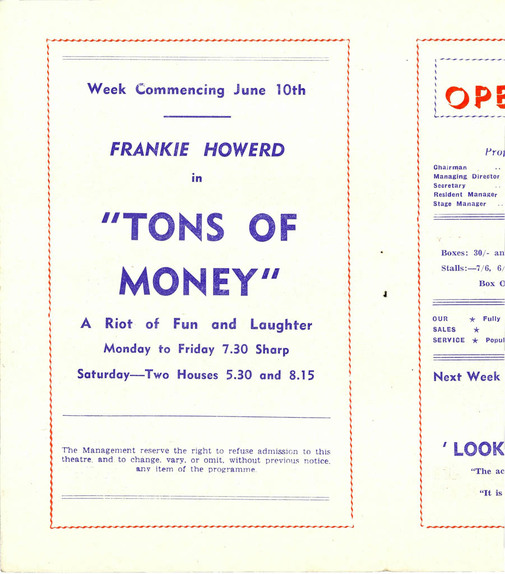 Week Commencing June 10th
FRANKIE HOWERD
in
"TONS OF
MONEY"
A Riot of Fun and Laughter
Monday to Friday 7.30 Sharp
Saturday—Two Houses 5.30 and 8.15
The Management reserve the right to refuse admission to this
theatre, and to change, vary, or omit, without previous notice,
any item of the programme.
OPE
Prop
Chairman ..
Managing Director
Secretary ..
Resident Manager
Stage Manager ..
Boxes: 30/- an
Stalls:—7/6, 6/
Box O
OUR ★ Fully
SALES ★
SERVICE ★ Popul
Next Week
' LOOK
"The ac
"It is